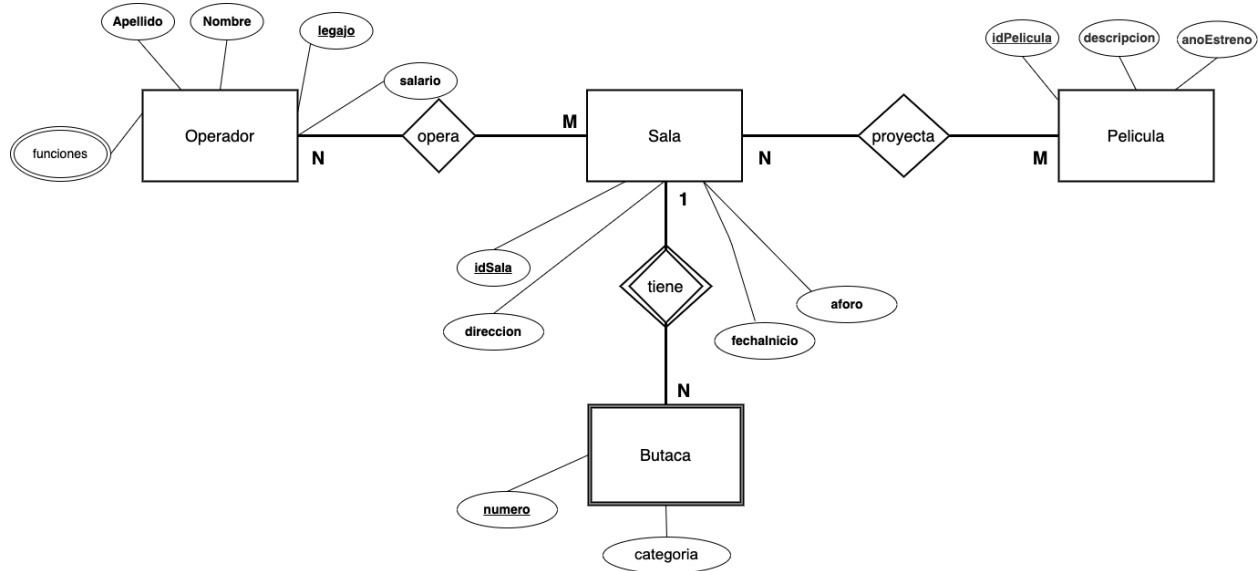 Apellido
Nombre
legajo
salario
funciones
Operador
N
opera
M
Sala
N
proyecta
M
Pelicula
idPelicula
descripcion
anoEstreno
1
idSala
direccion
tiene
fechaInicio
aforo
N
Butaca
numero
categoria